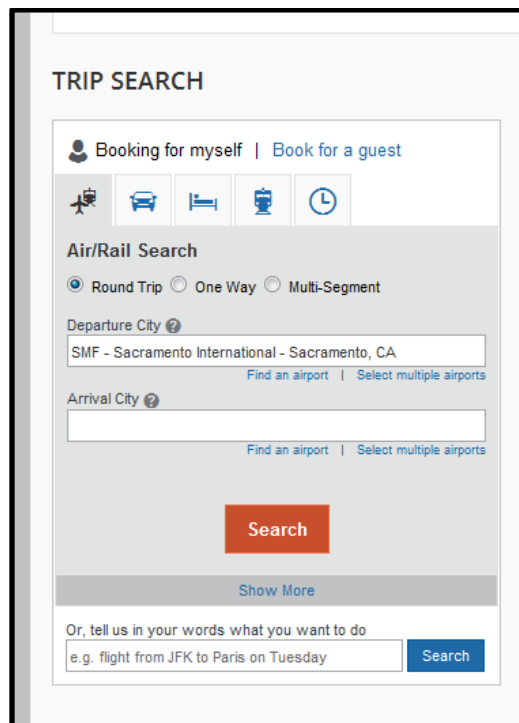 TRIP SEARCH
Booking for myself | Book for a guest
Air/Rail Search
Round Trip One Way Multi-Segment
Departure City ?
SMF - Sacramento International - Sacramento, CA
Find an airport | Select multiple airports
Arrival City ?
Find an airport | Select multiple airports
Search
Show More
Or, tell us in your words what you want to do
e.g. flight from JFK to Paris on Tuesday Search